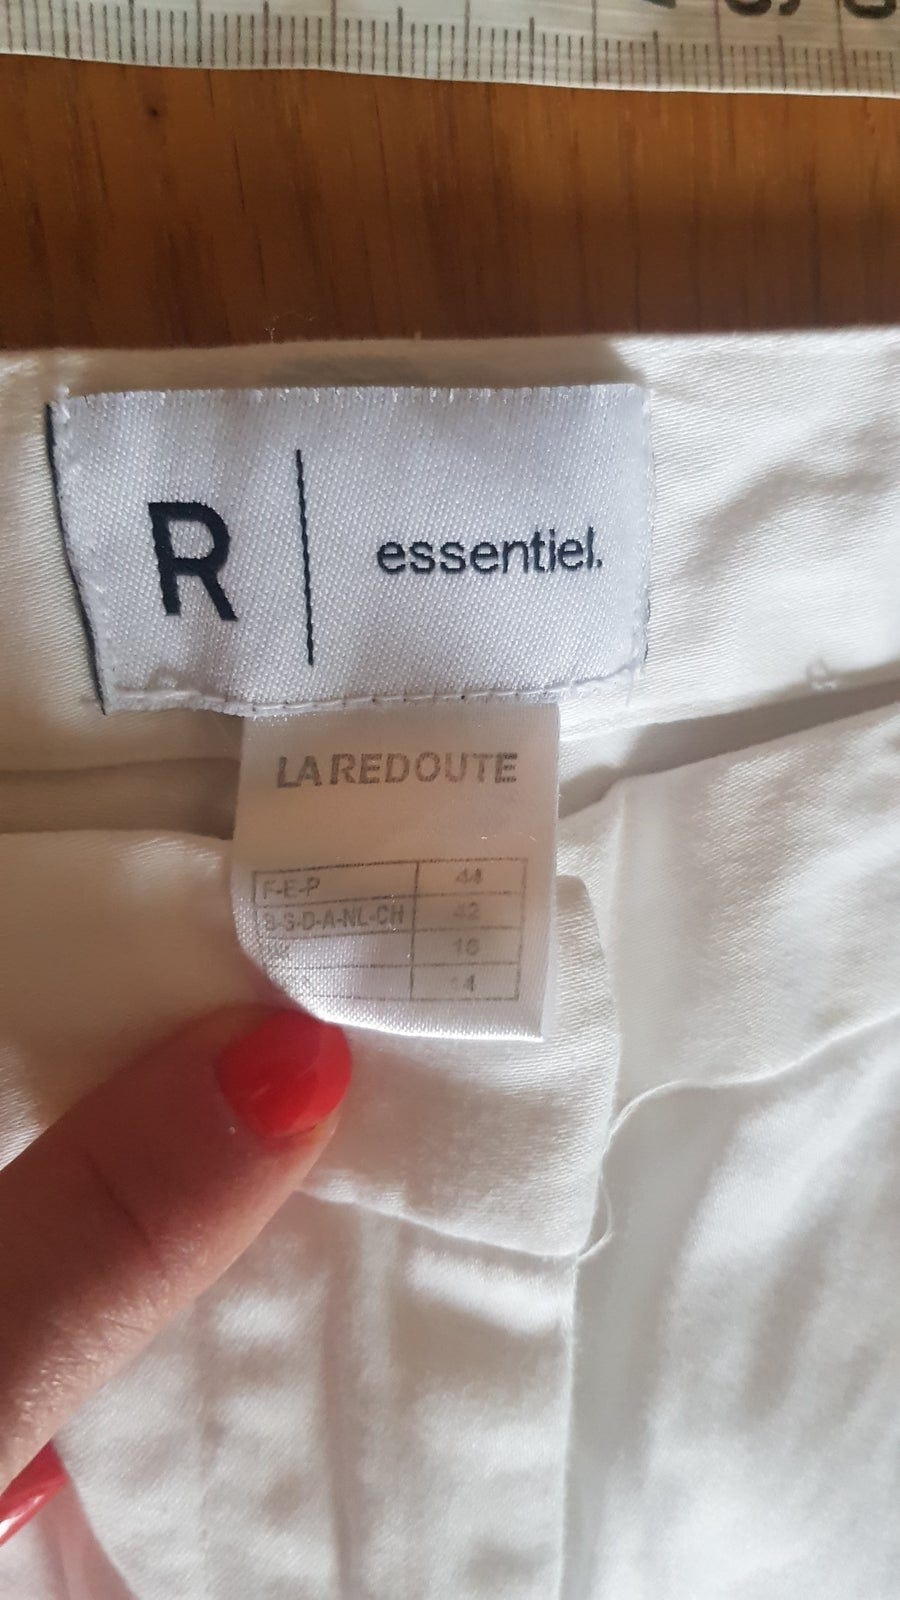 R | essentiel.
LA REDOUTE
F-E-P 44
B-S-D-A-NL-CH 42
16
14